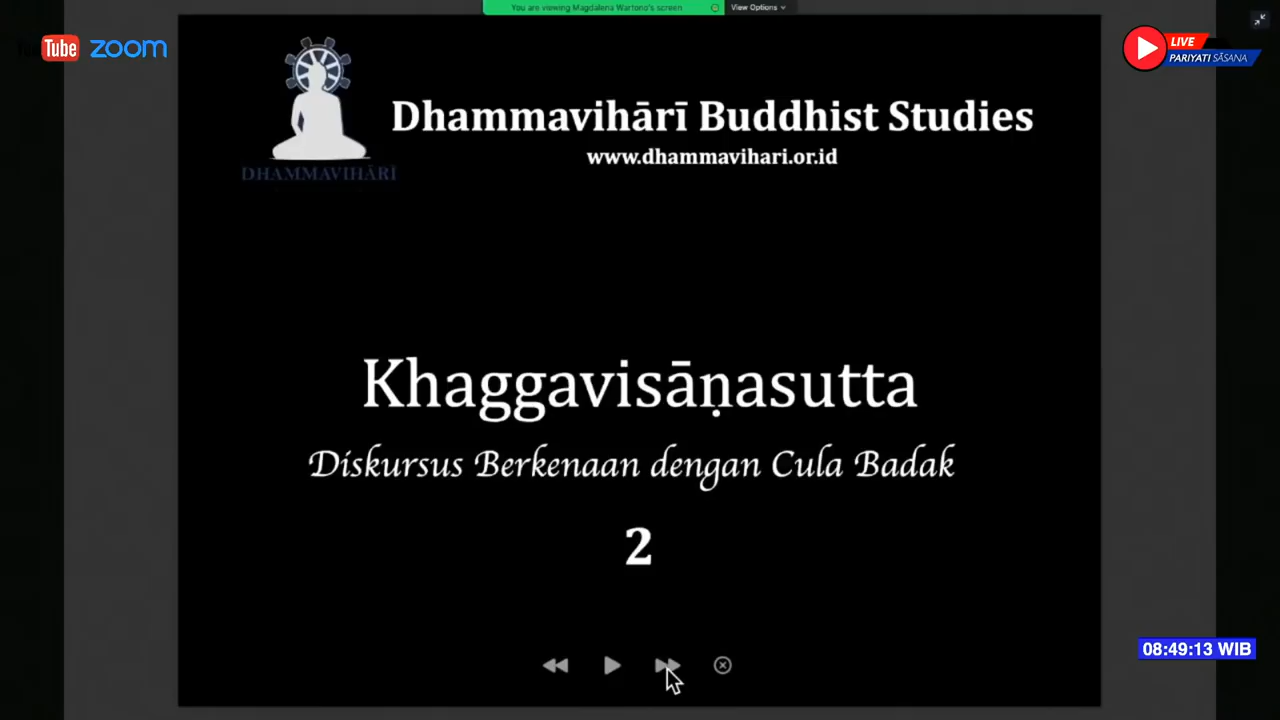 You are viewing Magdalena Wartono's screen
View Options
Tube zoom
LIVE
PARIYATI SĀSANA
Dhammavihārī Buddhist Studies
www.dhammavihari.or.id
DHAMMAVIHĀRĪ
Khaggavisāṇasutta
Diskursus Berkenaan dengan Cula Badak
2
08:49:13 WIB